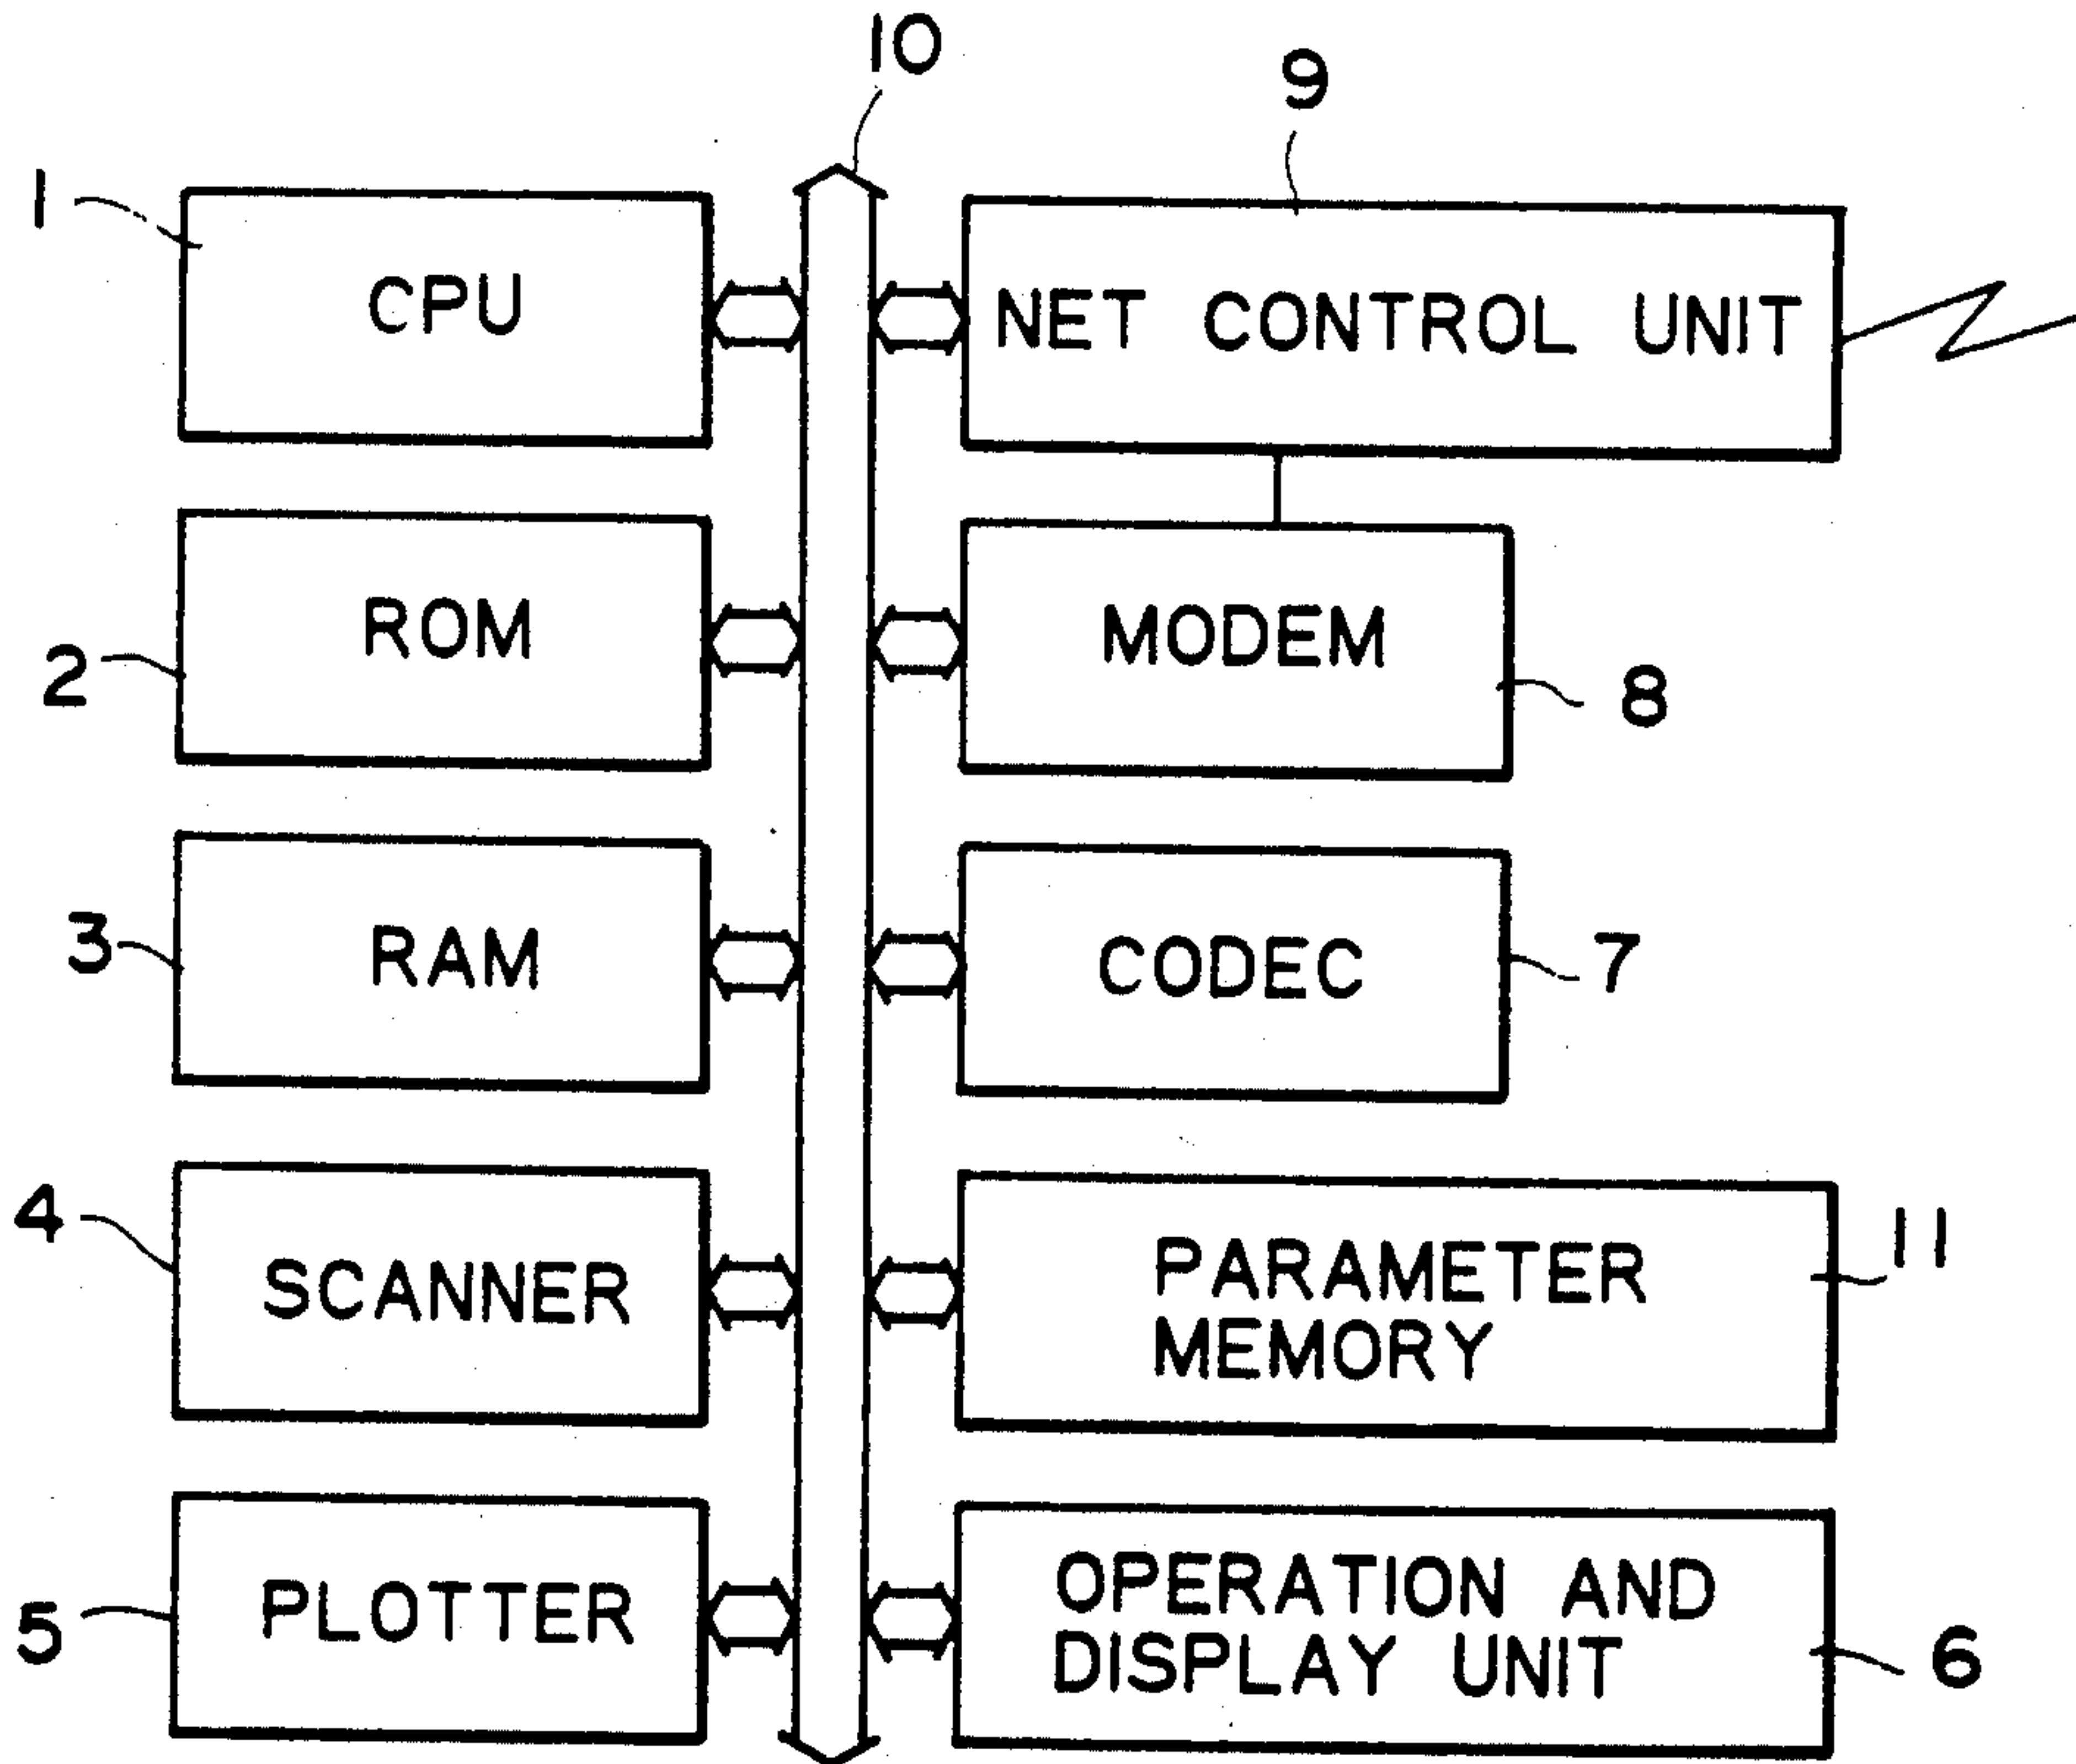 10
9
1
CPU
NET CONTROL UNIT
ROM
MODEM
2
8
3
RAM
CODEC
7
4
SCANNER
PARAMETER
MEMORY
11
5
PLOTTER
OPERATION AND
DISPLAY UNIT
6